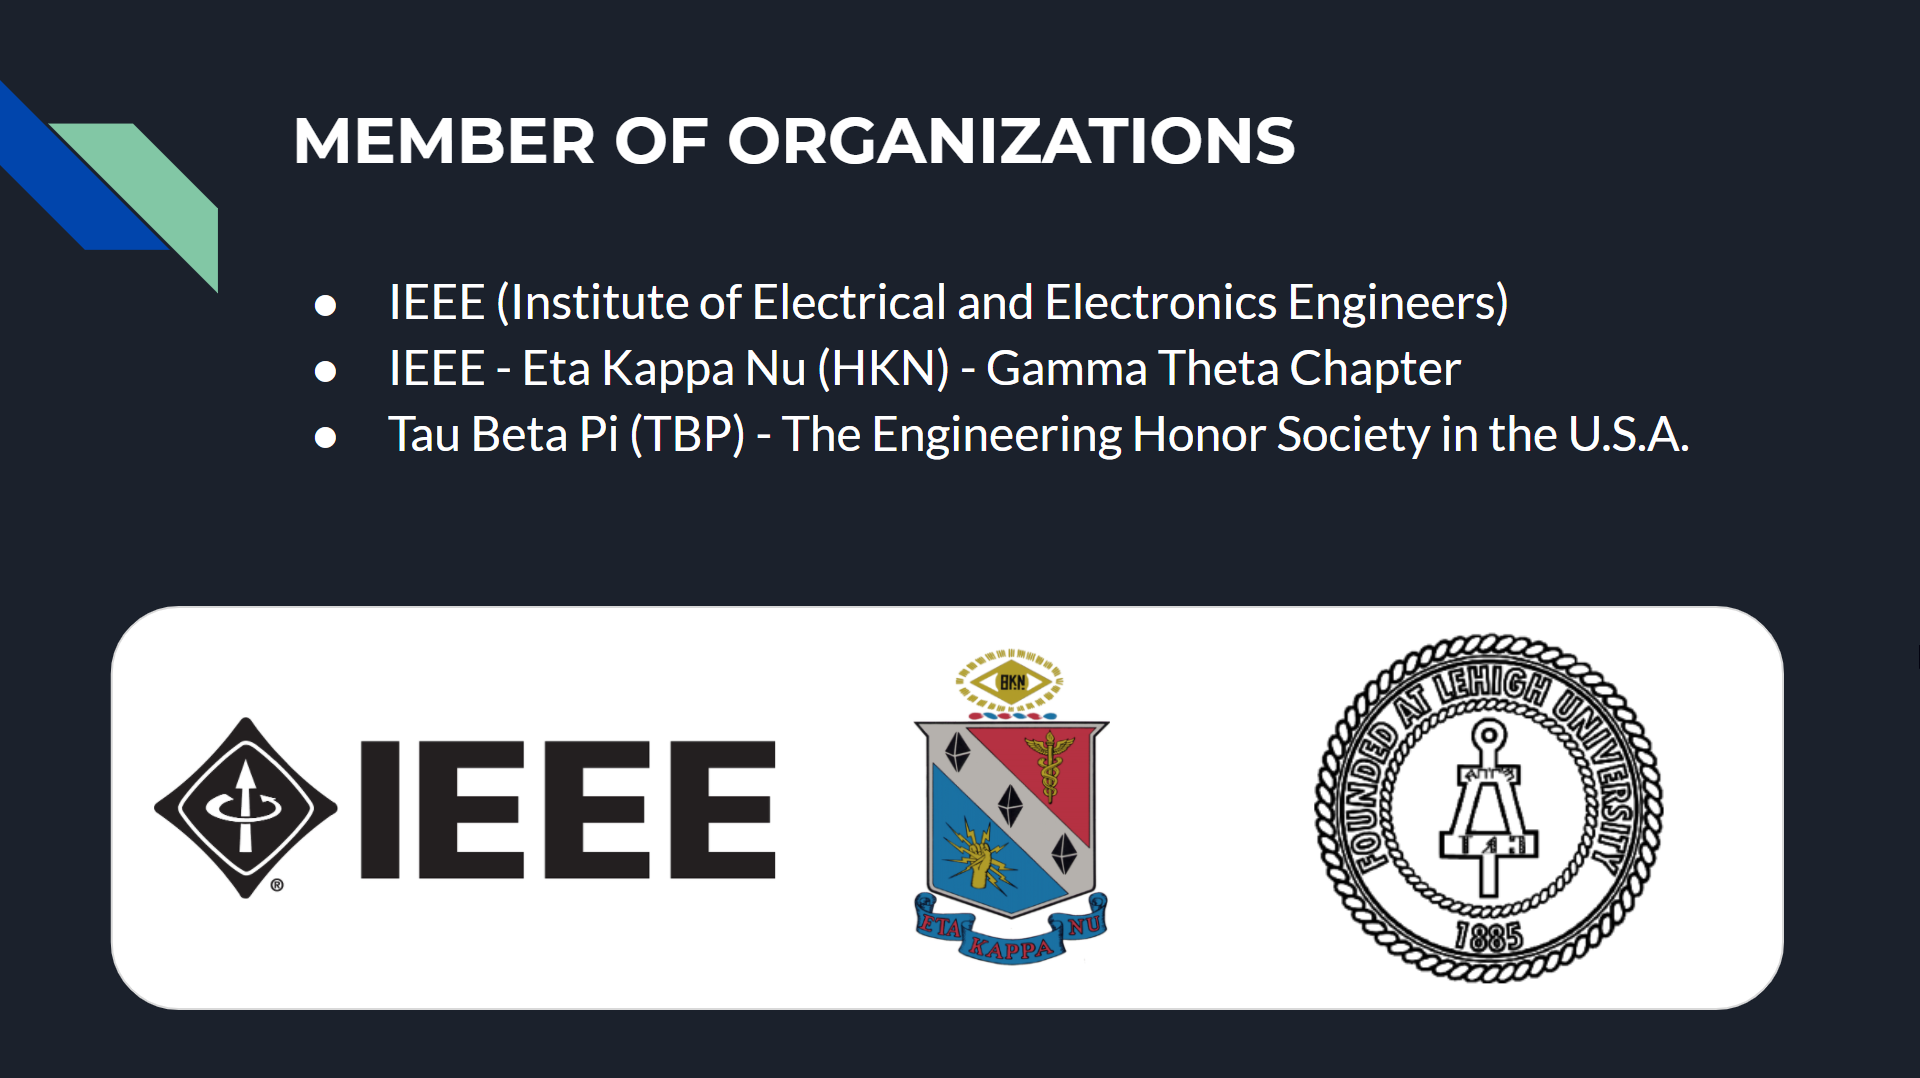 MEMBER OF ORGANIZATIONS
● IEEE (Institute of Electrical and Electronics Engineers)
● IEEE - Eta Kappa Nu (HKN) - Gamma Theta Chapter
● Tau Beta Pi (TBP) - The Engineering Honor Society in the U.S.A.
IEEE
®
BKN
ETA KAPPA NU
FOUNDED AT LEHIGH UNIVERSITY
1885